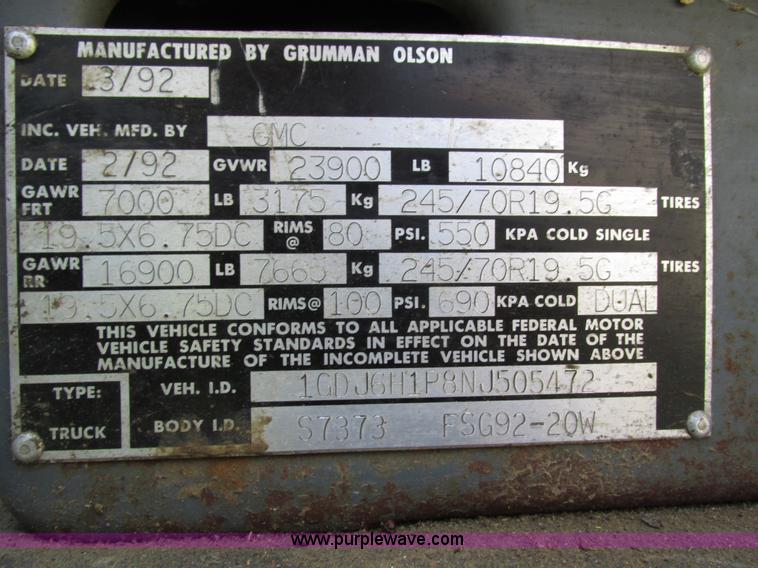 MANUFACTURED BY GRUMMAN OLSON
DATE 3/92
INC. VEH. MFD. BY GMC
DATE 2/92 GVWR 23900 LB 10840 Kg
GAWR FRT 7000 LB 3175 Kg 245/70R19.5G TIRES
19.5X6.75DC RIMS @ 80 PSI. 550 KPA COLD SINGLE
GAWR RR 16900 LB 7665 Kg 245/70R19.5G TIRES
19.5X6.75DC RIMS @ 100 PSI. 690 KPA COLD DUAL
THIS VEHICLE CONFORMS TO ALL APPLICABLE FEDERAL MOTOR
VEHICLE SAFETY STANDARDS IN EFFECT ON THE DATE OF THE
MANUFACTURE OF THE INCOMPLETE VEHICLE SHOWN ABOVE
TYPE: VEH. I.D. 1GDJ6H1P8NJ505472
TRUCK BODY I.D. S7373 FSG92-20W
www.purplewave.com